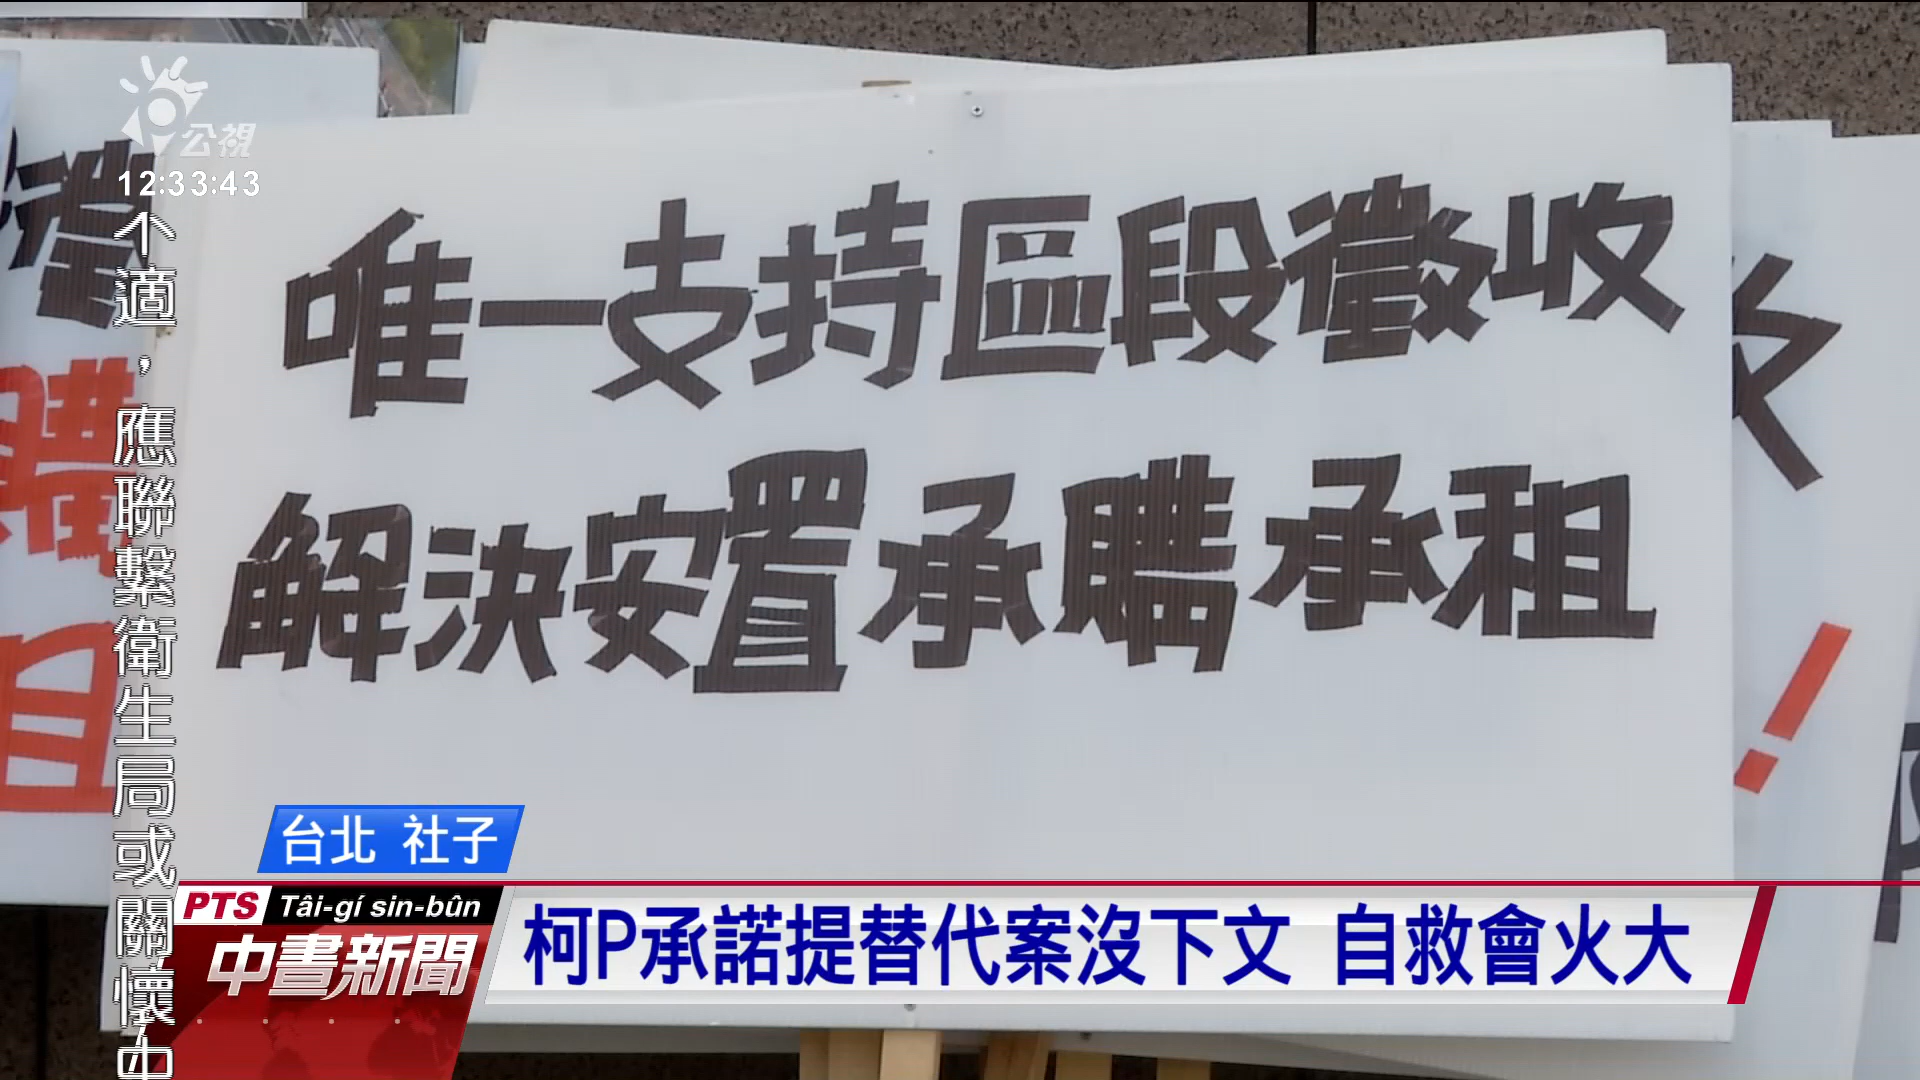 公視
12:33:43
不適，應聯繫衛生局或關懷中
徵
唯一支持區段徵收
解決安置承購承租
！
台北 社子
PTS Tâi-gí sin-bûn
中晝新聞
柯P承諾提替代案沒下文 自救會火大